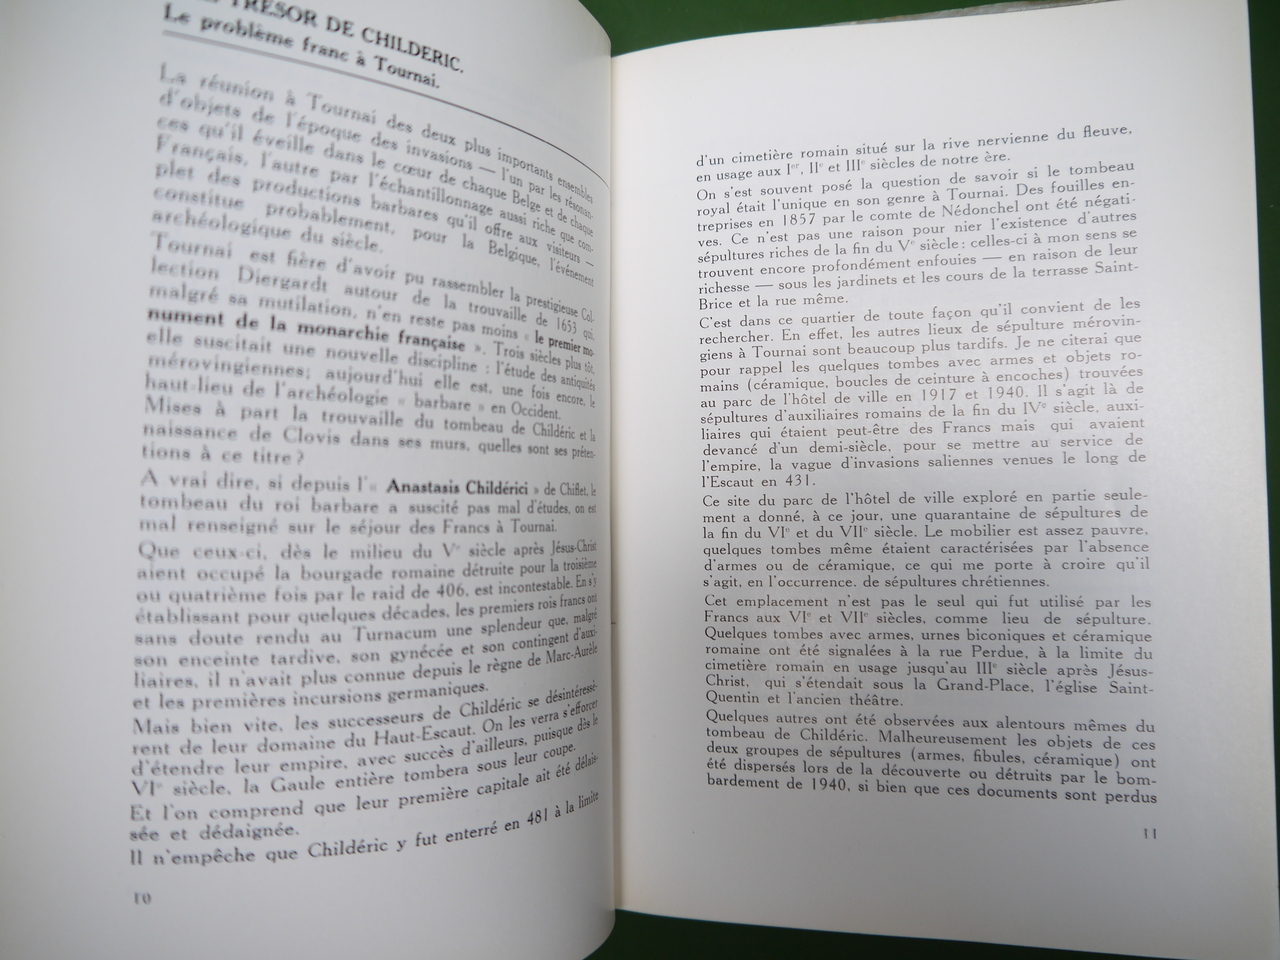 TRÉSOR DE CHILDERIC.
Le problème franc à Tournai.
La réunion à Tournai des deux plus importants ensembles
d'objets de l'époque des invasions — l'un par les résonan-
ces qu'il éveille dans le cœur de chaque Belge et de chaque
Français, l'autre par l'échantillonnage aussi riche que com-
plet des productions barbares qu'il offre aux visiteurs —
constitue probablement, pour la Belgique, l'événement
archéologique du siècle.
Tournai est fière d'avoir pu rassembler la prestigieuse Col-
lection Diergardt autour de la trouvaille de 1653 qui,
malgré sa mutilation, n'en reste pas moins « le premier mo-
nument de la monarchie française ». Trois siècles plus tôt,
elle suscitait une nouvelle discipline : l'étude des antiquités
mérovingiennes; aujourd'hui elle est, une fois encore, le
haut-lieu de l'archéologie « barbare » en Occident.
Mises à part la trouvaille du tombeau de Childéric et la
naissance de Clovis dans ses murs, quelles sont ses préten-
tions à ce titre ?
A vrai dire, si depuis l'« Anastasis Childérici » de Chiflet, le
tombeau du roi barbare a suscité pas mal d'études, on est
mal renseigné sur le séjour des Francs à Tournai.
Que ceux-ci, dès le milieu du Ve siècle après Jésus-Christ
aient occupé la bourgade romaine détruite pour la troisième
ou quatrième fois par le raid de 406, est incontestable. En s'y
établissant pour quelques décades, les premiers rois francs ont
sans doute rendu au Turnacum une splendeur que, malgré
son enceinte tardive, son gynécée et son contingent d'auxi-
liaires, il n'avait plus connue depuis le règne de Marc-Aurèle
et les premières incursions germaniques.
Mais bien vite, les successeurs de Childéric se désintéressè-
rent de leur domaine du Haut-Escaut. On les verra s'efforcer
d'étendre leur empire, avec succès d'ailleurs, puisque dès le
VIe siècle, la Gaule entière tombera sous leur coupe.
Et l'on comprend que leur première capitale ait été délais-
sée et dédaignée.
Il n'empêche que Childéric y fut enterré en 481 à la limite
10
d'un cimetière romain situé sur la rive nervienne du fleuve,
en usage aux Ier, IIe et IIIe siècles de notre ère.
On s'est souvent posé la question de savoir si le tombeau
royal était l'unique en son genre à Tournai. Des fouilles en-
treprises en 1857 par le comte de Nédonchel ont été négati-
ves. Ce n'est pas une raison pour nier l'existence d'autres
sépultures riches de la fin du Ve siècle : celles-ci à mon sens se
trouvent encore profondément enfouies — en raison de leur
richesse — sous les jardinets et les cours de la terrasse Saint-
Brice et la rue même.
C'est dans ce quartier de toute façon qu'il convient de les
rechercher. En effet, les autres lieux de sépulture mérovin-
giens à Tournai sont beaucoup plus tardifs. Je ne citerai que
pour rappel les quelques tombes avec armes et objets ro-
mains (céramique, boucles de ceinture à encoches) trouvées
au parc de l'hôtel de ville en 1917 et 1940. Il s'agit là de
sépultures d'auxiliaires romains de la fin du IVe siècle, auxi-
liaires qui étaient peut-être des Francs mais qui avaient
devancé d'un demi-siècle, pour se mettre au service de
l'empire, la vague d'invasions saliennes venues le long de
l'Escaut en 431.
Ce site du parc de l'hôtel de ville exploré en partie seule-
ment a donné, à ce jour, une quarantaine de sépultures de
la fin du VIe et du VIIe siècle. Le mobilier est assez pauvre,
quelques tombes même étaient caractérisées par l'absence
d'armes ou de céramique, ce qui me porte à croire qu'il
s'agit, en l'occurrence. de sépultures chrétiennes.
Cet emplacement n'est pas le seul qui fut utilisé par les
Francs aux VIe et VIIe siècles, comme lieu de sépulture.
Quelques tombes avec armes, urnes biconiques et céramique
romaine ont été signalées à la rue Perdue, à la limite du
cimetière romain en usage jusqu'au IIIe siècle après Jésus-
Christ, qui s'étendait sous la Grand-Place, l'église Saint-
Quentin et l'ancien théâtre.
Quelques autres ont été observées aux alentours mêmes du
tombeau de Childéric. Malheureusement les objets de ces
deux groupes de sépultures (armes, fibules, céramique) ont
été dispersés lors de la découverte ou détruits par le bom-
bardement de 1940, si bien que ces documents sont perdus
11